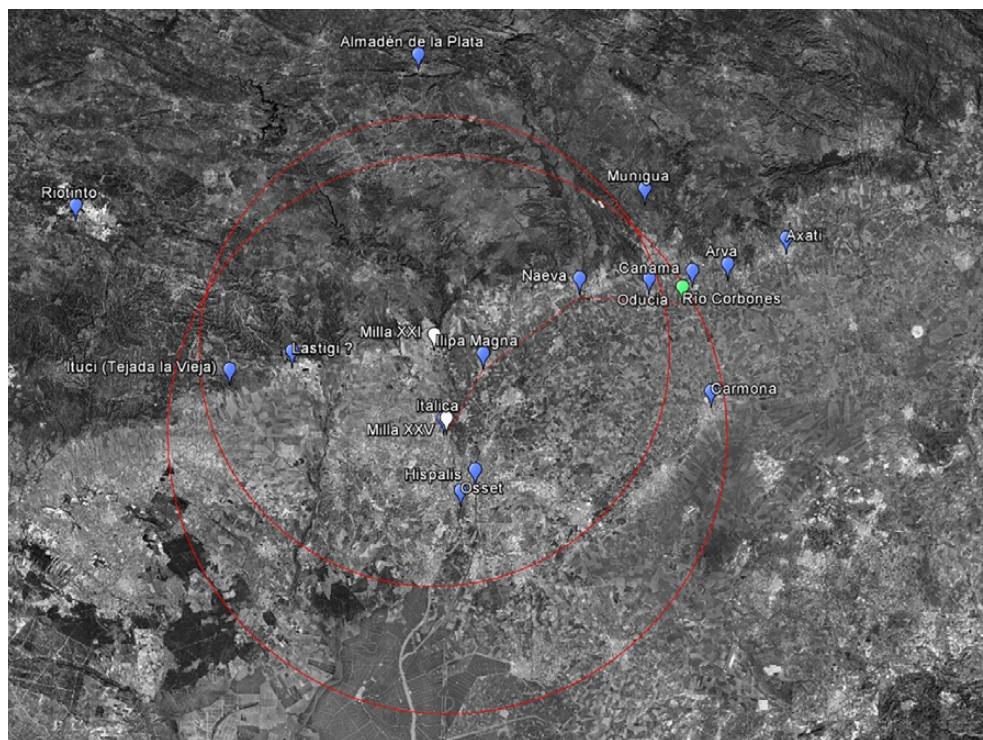 Almadén de la Plata
Munigua
Riotinto
Axati
Arva
Canama
Naeva
Oducia
Río Corbones
Milla XXI
Ilipa Magna
Lastigi ?
Ituci (Tejada la Vieja)
Carmona
Itálica
Milla XXV
Hispalis
Osset